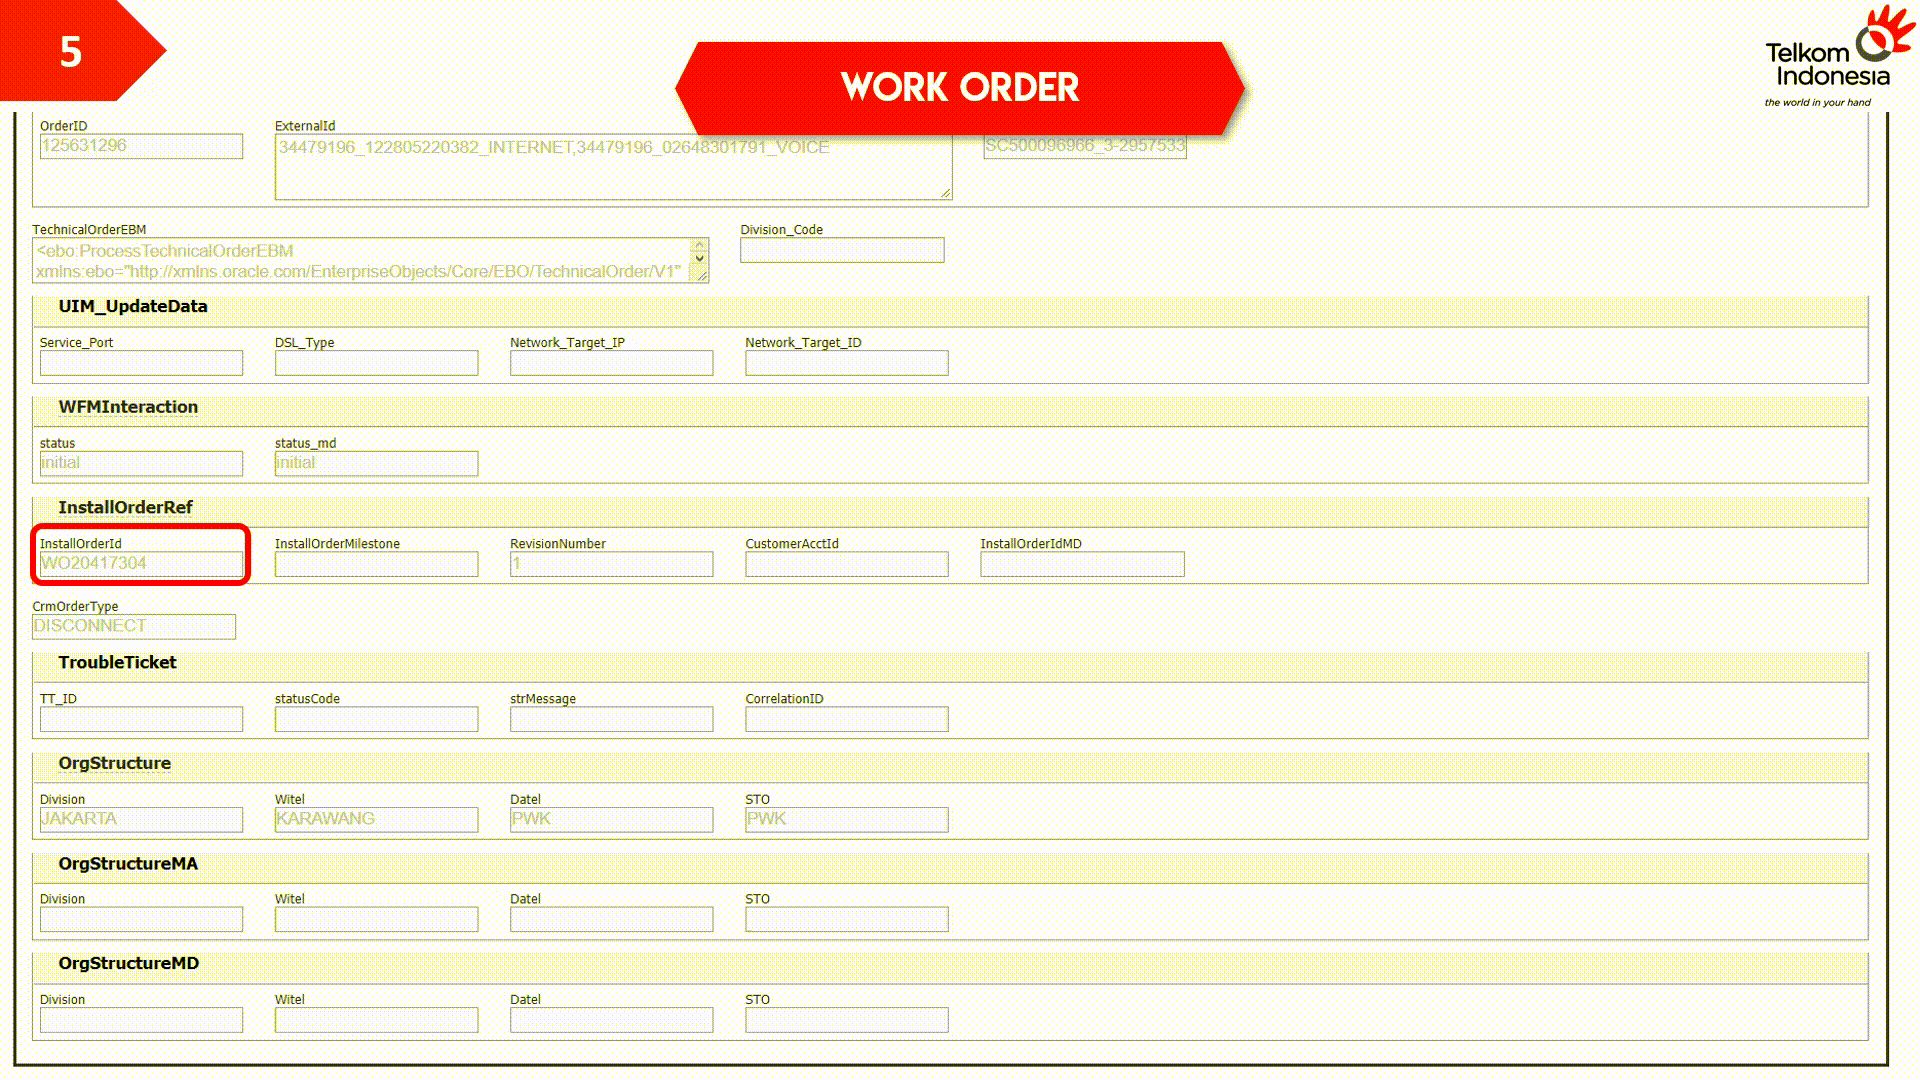 5
WORK ORDER
Telkom
Indonesia
the world in your hand
OrderID
ExternalId
125631296
34479196_122805220382_INTERNET,34479196_02648301791_VOICE
SC500096966_3-2957533
TechnicalOrderEBM
Division_Code
<ebo:ProcessTechnicalOrderEBM
xmlns:ebo="http://xmlns.oracle.com/EnterpriseObjects/Core/EBO/TechnicalOrder/V1"
UIM_UpdateData
Service_Port DSL_Type Network_Target_IP Network_Target_ID
WFMInteraction
status status_md
initial initial
InstallOrderRef
InstallOrderId InstallOrderMilestone RevisionNumber CustomerAcctId InstallOrderIdMD
WO20417304 1
CrmOrderType
DISCONNECT
TroubleTicket
TT_ID statusCode strMessage CorrelationID
OrgStructure
Division Witel Datel STO
JAKARTA KARAWANG PWK PWK
OrgStructureMA
Division Witel Datel STO
OrgStructureMD
Division Witel Datel STO